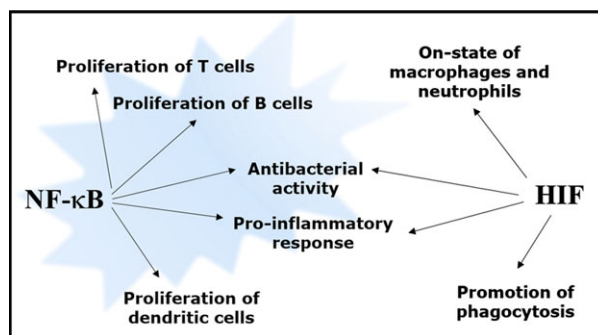 Proliferation of T cells
Proliferation of B cells
On-state of
macrophages and
neutrophils
Antibacterial
activity
NF-κB
HIF
Pro-inflammatory
response
Proliferation of
dendritic cells
Promotion of
phagocytosis